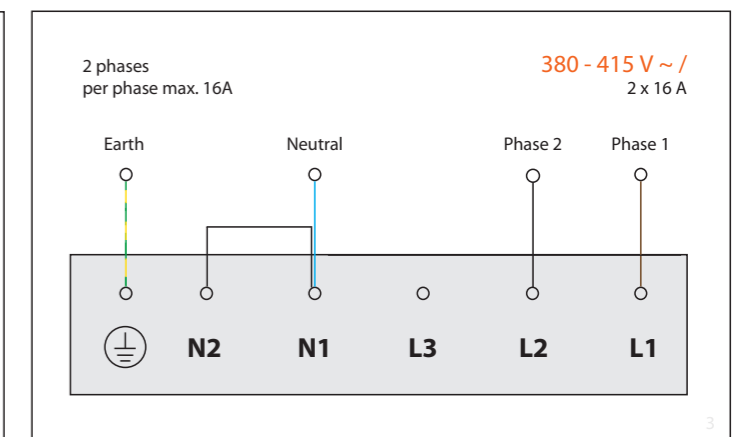 2 phases
per phase max. 16A
380 - 415 V ~ /
2 x 16 A
Earth Neutral Phase 2 Phase 1
N2 N1 L3 L2 L1
3